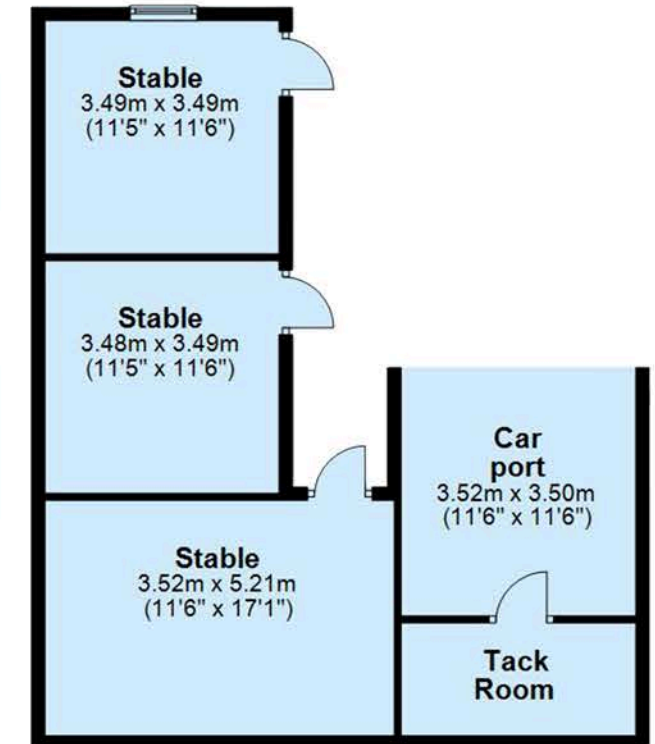 Stable
3.49m x 3.49m
(11'5" x 11'6")
Stable
3.48m x 3.49m
(11'5" x 11'6")
Car
port
3.52m x 3.50m
(11'6" x 11'6")
Stable
3.52m x 5.21m
(11'6" x 17'1")
Tack
Room